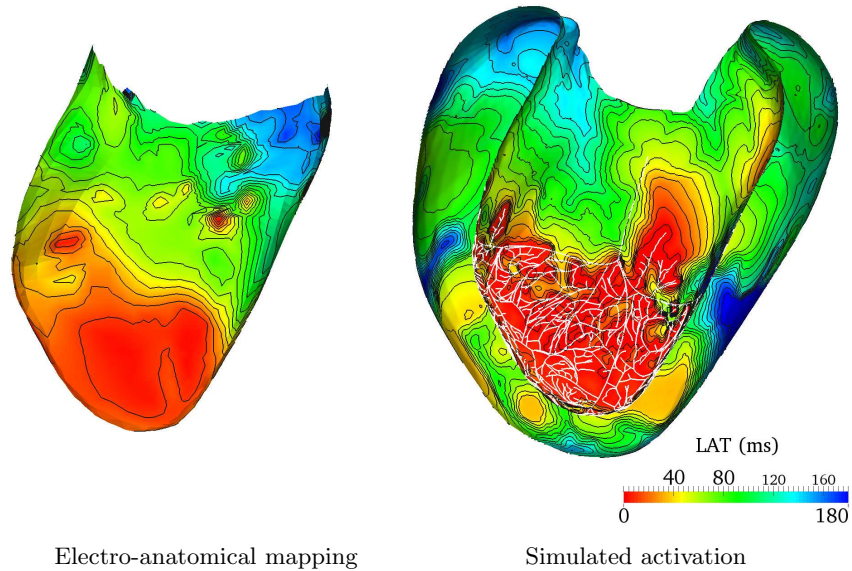 LAT (ms)
40 80 120 160
0 180
Electro-anatomical mapping
Simulated activation